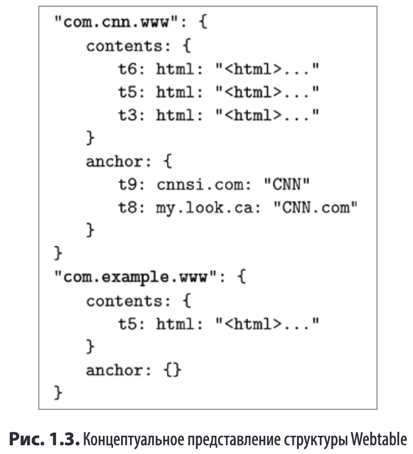 "com.cnn.www": {
contents: {
t6: html: "<html>..."
t5: html: "<html>..."
t3: html: "<html>..."
}
anchor: {
t9: cnnsi.com: "CNN"
t8: my.look.ca: "CNN.com"
}
}
"com.example.www": {
contents: {
t5: html: "<html>..."
}
anchor: {}
}
Рис. 1.3. Концептуальное представление структуры Webtable